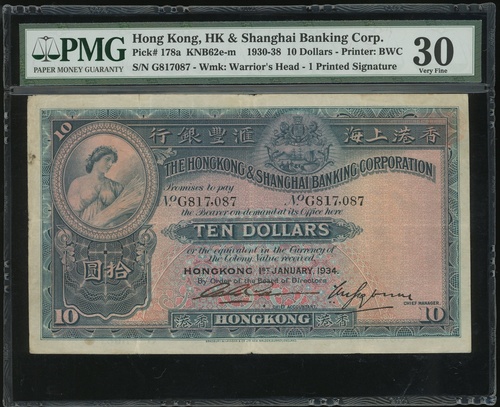 PMG
PAPER MONEY GUARANTY
Hong Kong, HK & Shanghai Banking Corp.
Pick# 178a KNB62e-m 1930-38 10 Dollars - Printer: BWC
S/N G817087 - Wmk: Warrior's Head - 1 Printed Signature
30
Very Fine
10
行銀豐滙
海上港香
10
THE HONGKONG & SHANGHAI BANKING CORPORATION
Promises to pay
No G817,087
No G817,087
the Bearer on demand at its Office here
TEN DOLLARS
or the equivalent in the Currency of
the Colony, Value received.
HONGKONG 1ST JANUARY, 1934.
By Order of the Board of Directors
圓拾
CHIEF MANAGER.
10
港香
HONGKONG
港香
10